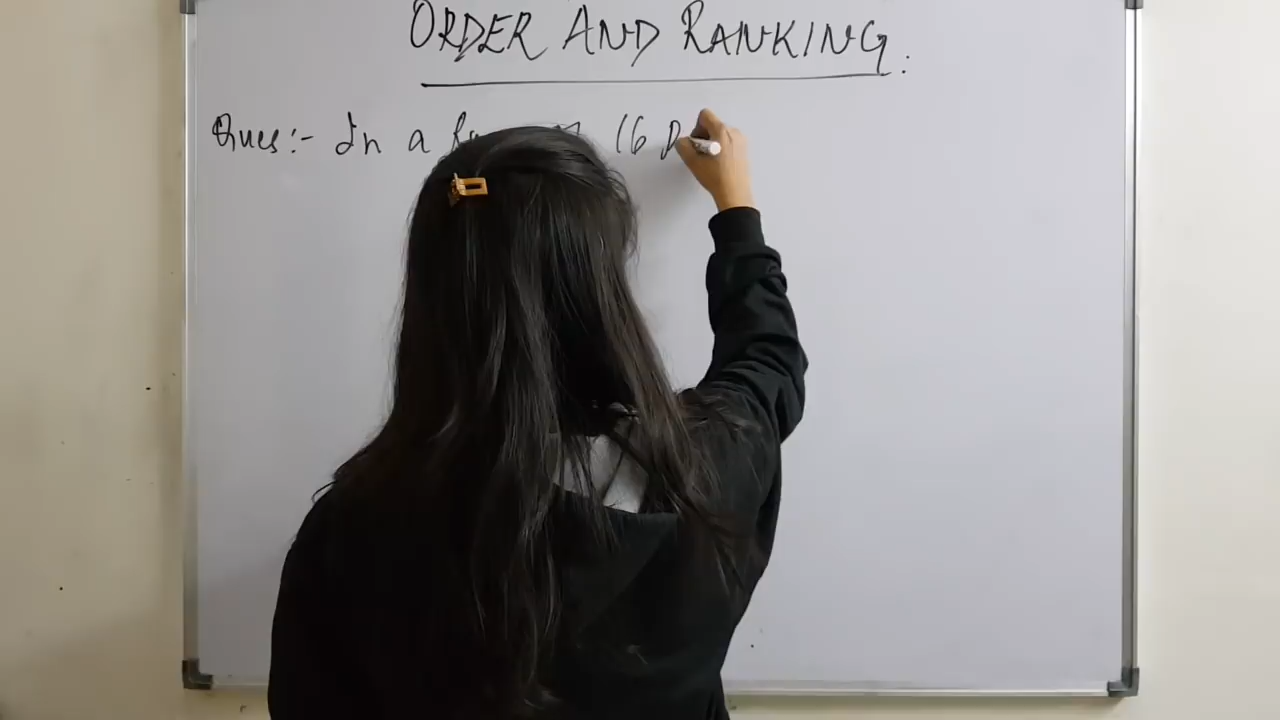 ORDER AND RANKING.
Ques:- In a 16